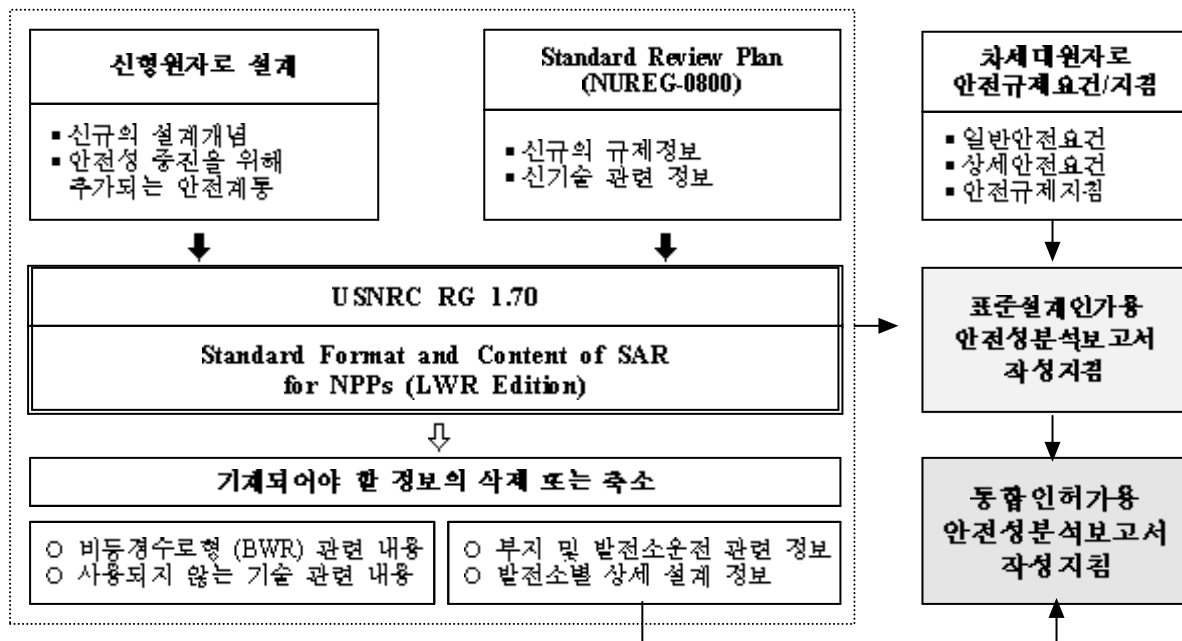 신형원자로 설계
▪ 신규의 설계개념
▪ 안전성 증진을 위해
추가되는 안전계통
Standard Review Plan
(NUREG-0800)
▪ 신규의 규제정보
▪ 신기술 관련 정보
USNRC RG 1.70
Standard Format and Content of SAR
for NPPs (LWR Edition)
기재되어야 할 정보의 삭제 또는 축소
○ 비등경수로형 (BWR) 관련 내용
○ 사용되지 않는 기술 관련 내용
○ 부지 및 발전소운전 관련 정보
○ 발전소별 상세 설계 정보
차세대원자로
안전규제요건/지침
▪ 일반안전요건
▪ 상세안전요건
▪ 안전규제지침
표준설계인가용
안전성분석보고서
작성지침
통합인허가용
안전성분석보고서
작성지침